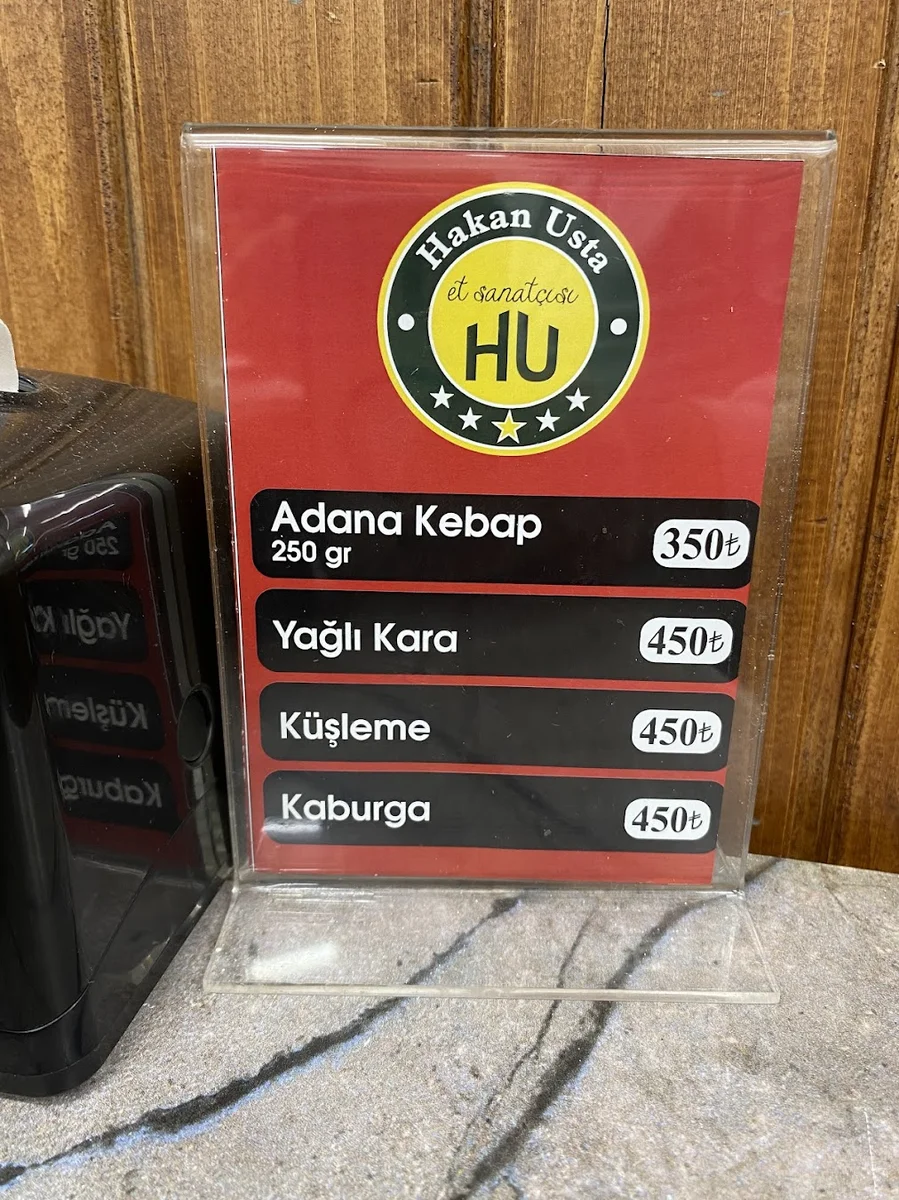 Hakan Usta
et sanatçısı
HU
Adana Kebap 350₺
250 gr
Yağlı Kara 450₺
Küşleme 450₺
Kaburga 450₺